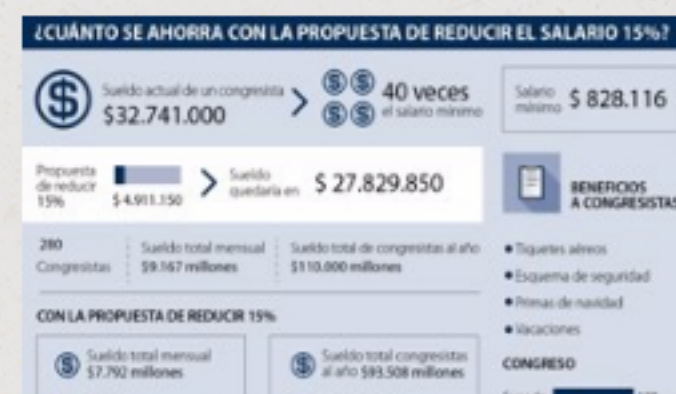 ¿CUÁNTO SE AHORRA CON LA PROPUESTA DE REDUCIR EL SALARIO 15%?
Sueldo actual de un congresista
$32.741.000
40 veces
el salario mínimo
Salario
mínimo
$ 828.116
Propuesta
de reducir
15%
$ 4.911.150
Sueldo
quedaría en
$ 27.829.850
280
Congresistas
Sueldo total mensual
$9.167 millones
Sueldo total de congresistas al año
$110.000 millones
CON LA PROPUESTA DE REDUCIR 15%
Sueldo total mensual
$7.792 millones
Sueldo total congresistas
al año $93.508 millones
BENEFICIOS
A CONGRESISTAS
• Tiquetes aéreos
• Esquema de seguridad
• Primas de navidad
• Vacaciones
CONGRESO